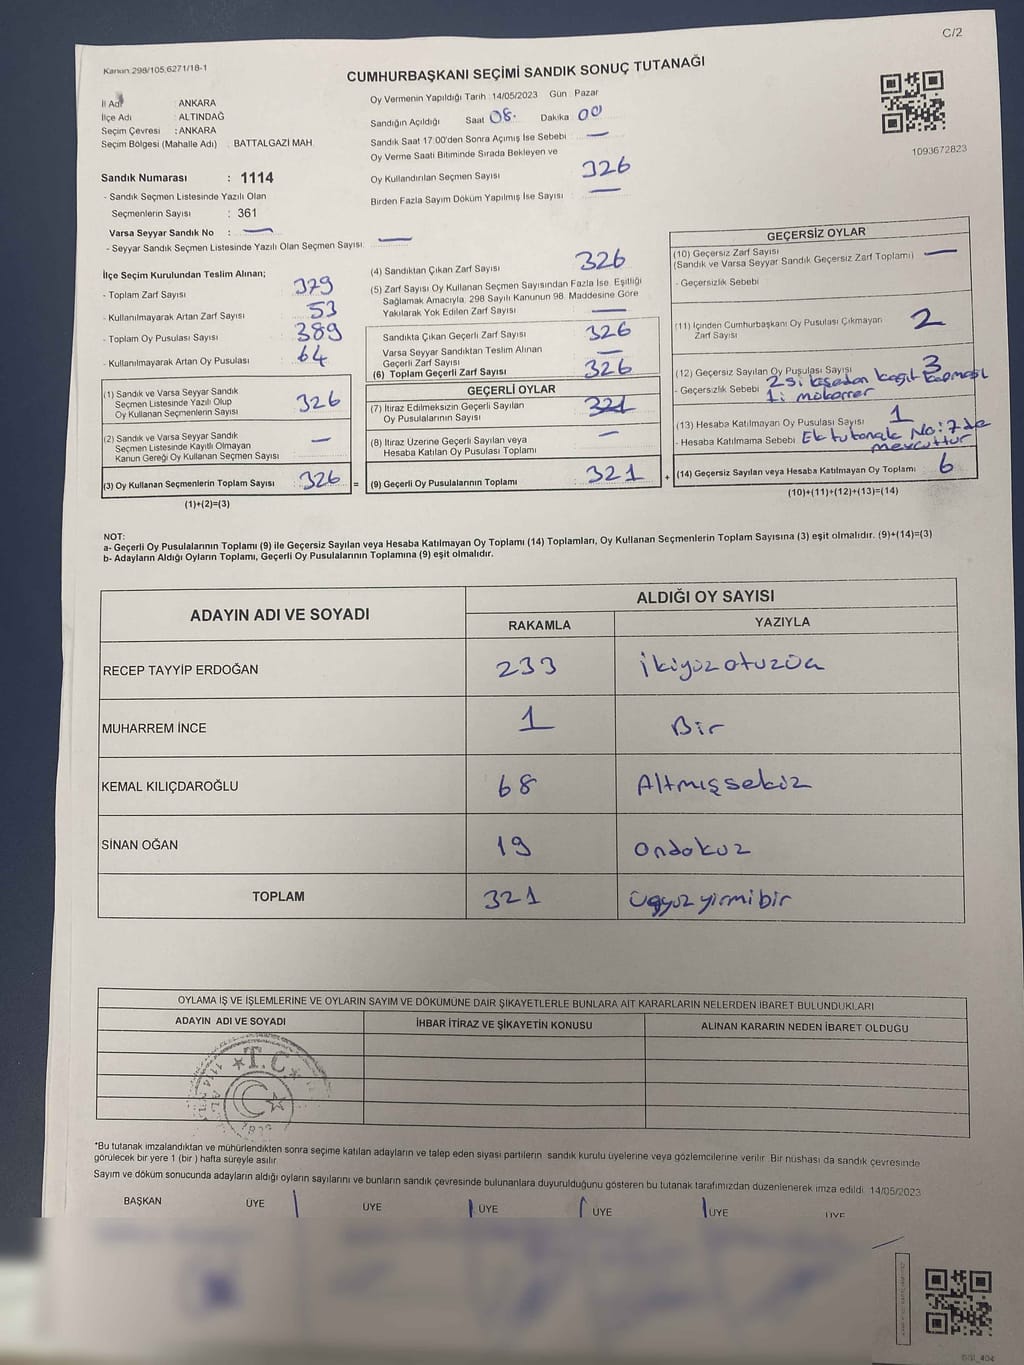 C/2
Kanun:298/105,6271/18-1
CUMHURBAŞKANI SEÇİMİ SANDIK SONUÇ TUTANAĞI
1093672823
İl Adı : ANKARA
İlçe Adı : ALTINDAĞ
Seçim Çevresi : ANKARA
Seçim Bölgesi (Mahalle Adı) : BATTALGAZİ MAH.
Sandık Numarası : 1114
- Sandık Seçmen Listesinde Yazılı Olan
Seçmenlerin Sayısı : 361
Varsa Seyyar Sandık No : —
- Seyyar Sandık Seçmen Listesinde Yazılı Olan Seçmen Sayısı: —
Oy Vermenin Yapıldığı Tarih : 14/05/2023 Gün : Pazar
Sandığın Açıldığı Saat 08. Dakika 00
Sandık Saat 17:00'den Sonra Açımış İse Sebebi —
Oy Verme Saati Bitiminde Sırada Bekleyen ve
Oy Kullandırılan Seçmen Sayısı 326
Birden Fazla Sayım Döküm Yapılmış İse Sayısı : —
İlçe Seçim Kurulundan Teslim Alınan;
- Toplam Zarf Sayısı 379
- Kullanılmayarak Artan Zarf Sayısı : 53
- Toplam Oy Pusulası Sayısı : 389
- Kullanılmayarak Artan Oy Pusulası : 64
(1) Sandık ve Varsa Seyyar Sandık
Seçmen Listesinde Yazılı Olup
Oy Kullanan Seçmenlerin Sayısı : 326
(2) Sandık ve Varsa Seyyar Sandık
Seçmen Listesinde Kayıtlı Olmayan
Kanun Gereği Oy Kullanan Seçmen Sayısı : —
(3) Oy Kullanan Seçmenlerin Toplam Sayısı : 326 =
(1)+(2)=(3)
(4) Sandıktan Çıkan Zarf Sayısı 326
(5) Zarf Sayısı Oy Kullanan Seçmen Sayısından Fazla İse, Eşitliği
Sağlamak Amacıyla, 298 Sayılı Kanunun 98. Maddesine Göre
Yakılarak Yok Edilen Zarf Sayısı : —
Sandıkta Çıkan Geçerli Zarf Sayısı : 326
Varsa Seyyar Sandıktan Teslim Alınan
Geçerli Zarf Sayısı : —
(6) Toplam Geçerli Zarf Sayısı : 326
GEÇERLİ OYLAR
(7) İtiraz Edilmeksizin Geçerli Sayılan
Oy Pusulasının Sayısı : 321
(8) İtiraz Üzerine Geçerli Sayılan veya
Hesaba Katılan Oy Pusulası Toplamı : —
(9) Geçerli Oy Pusulalarının Toplamı : 321 +
GEÇERSİZ OYLAR
(10) Geçersiz Zarf Sayısı
(Sandık ve Varsa Seyyar Sandık Geçersiz Zarf Toplamı) : —
- Geçersizlik Sebebi :
(11) İçinden Cumhurbaşkanı Oy Pusulası Çıkmayan
Zarf Sayısı : 2
(12) Geçersiz Sayılan Oy Pusulası Sayısı 3
- Geçersizlik Sebebi 2si kaşeden kağıt
1i mükerrer
(13) Hesaba Katılmayan Oy Pusulası Sayısı : 1
- Hesaba Katılmama Sebebi Ek tutanak No:7de
mevcuttur
(14) Geçersiz Sayılan veya Hesaba Katılmayan Oy Toplamı : 6
(10)+(11)+(12)+(13)=(14)
NOT:
a- Geçerli Oy Pusulalarının Toplamı (9) ile Geçersiz Sayılan veya Hesaba Katılmayan Oy Toplamı (14) Toplamları, Oy Kullanan Seçmenlerin Toplam Sayısına (3) eşit olmalıdır. (9)+(14)=(3)
b- Adayların Aldığı Oyların Toplamı, Geçerli Oy Pusulalarının Toplamına (9) eşit olmalıdır.
ADAYIN ADI VE SOYADI ALDIĞI OY SAYISI
RAKAMLA YAZIYLA
RECEP TAYYİP ERDOĞAN 233 ikiyüzotuzüç
MUHARREM İNCE 1 Bir
KEMAL KILIÇDAROĞLU 68 Altmışsekiz
SİNAN OĞAN 19 ondokuz
TOPLAM 321 üçyüzyirmibir
OYLAMA İŞ VE İŞLEMLERİNE VE OYLARIN SAYIM VE DÖKÜMÜNE DAİR ŞİKAYETLERLE BUNLARA AİT KARARLARIN NELERDEN İBARET BULUNDUKLARI
ADAYIN ADI VE SOYADI İHBAR İTİRAZ VE ŞİKAYETİN KONUSU ALINAN KARARIN NEDEN İBARET OLDUĞU
T.C
*Bu tutanak imzalandıktan ve mühürlendikten sonra seçime katılan adayların ve talep eden siyasi partilerin sandık kurulu üyelerine veya gözlemcilerine verilir. Bir nüshası da sandık çevresinde
görülecek bir yere 1 (bir ) hafta süreyle asılır.
Sayım ve döküm sonucunda adayların aldığı oyların sayılarını ve bunların sandık çevresinde bulunanlara duyurulduğunu gösteren bu tutanak tarafımızdan düzenlenerek imza edildi. 14/05/2023
BAŞKAN ÜYE ÜYE ÜYE ÜYE ÜYE ÜYE